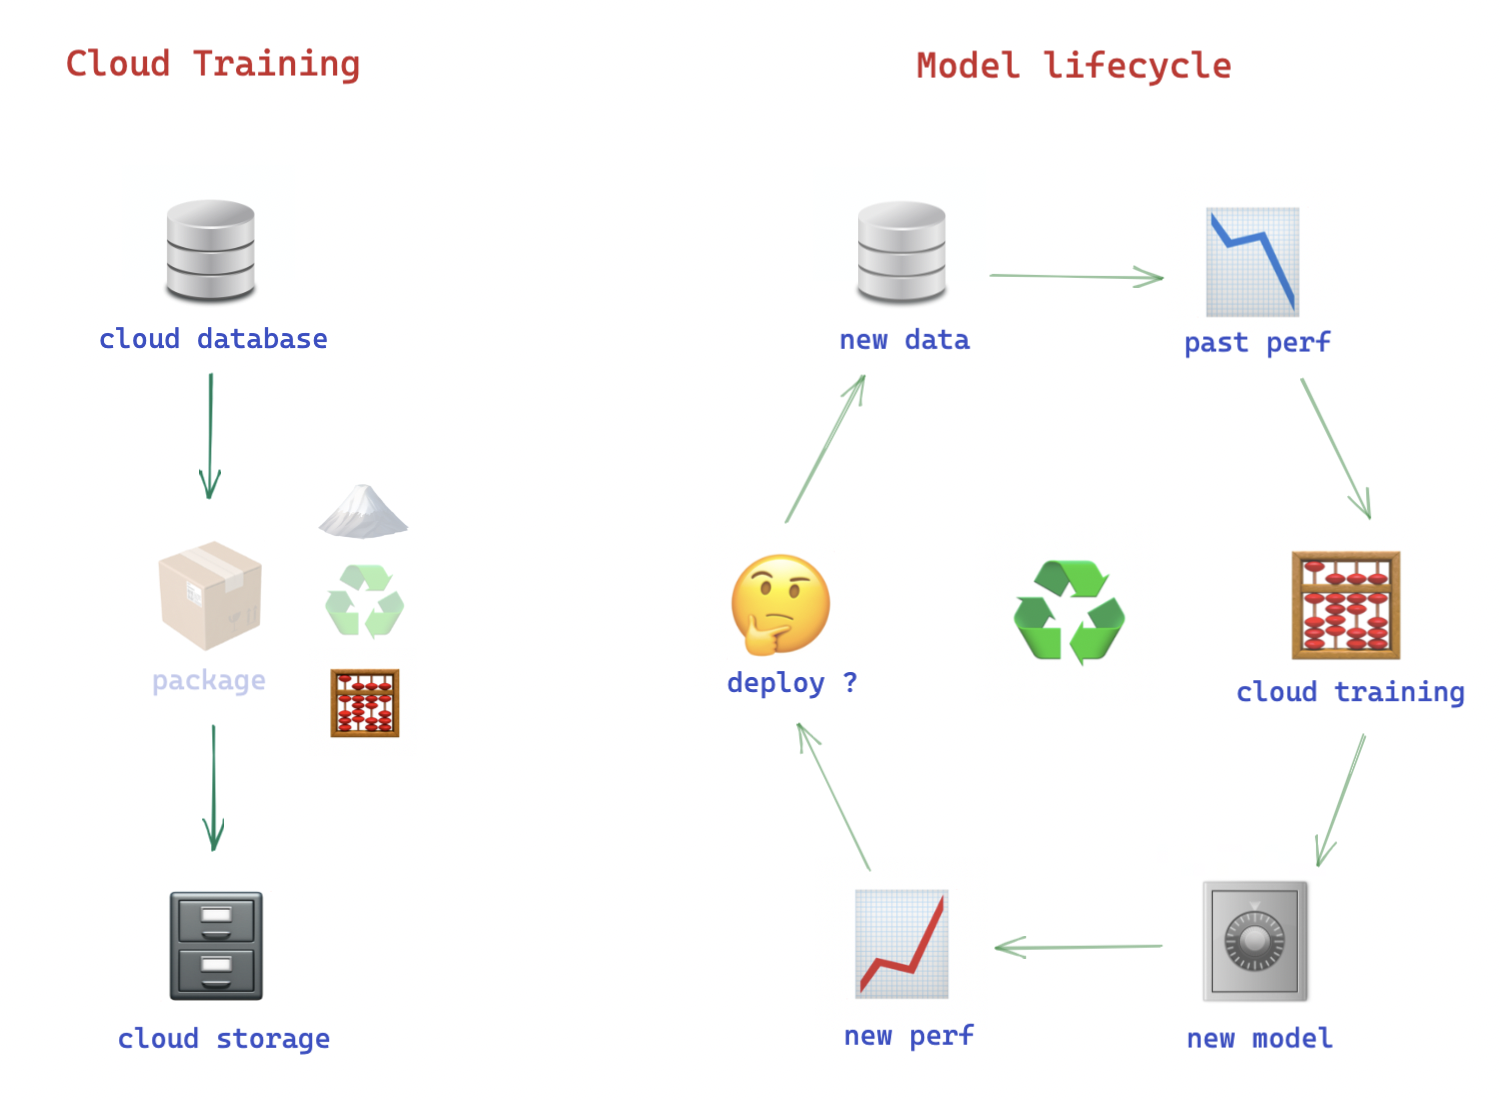 Cloud Training
cloud database
package
cloud storage
Model lifecycle
new data
past perf
deploy ?
cloud training
new perf
new model